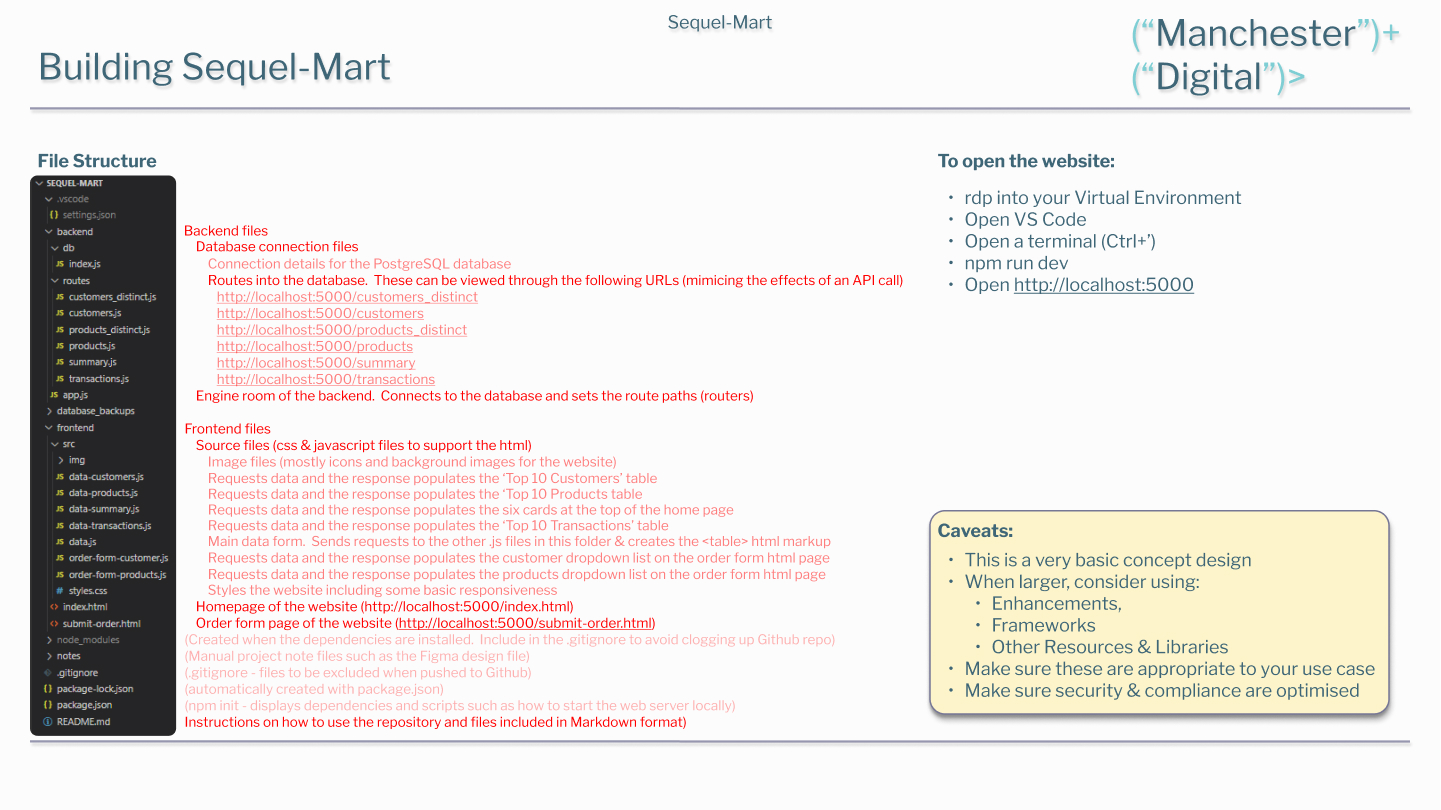 Sequel-Mart
Building Sequel-Mart
(“Manchester”)+
(“Digital”)>
File Structure
SEQUEL-MART
.vscode
{} settings.json
backend
db
JS index.js
routes
JS customers_distinct.js
JS customers.js
JS products_distinct.js
JS products.js
JS summary.js
JS transactions.js
JS app.js
database_backups
frontend
src
img
JS data-customers.js
JS data-products.js
JS data-summary.js
JS data-transactions.js
JS data.js
JS order-form-customer.js
JS order-form-products.js
# styles.css
<> index.html
<> submit-order.html
node_modules
notes
.gitignore
{} package-lock.json
{} package.json
README.md
Backend files
Database connection files
Connection details for the PostgreSQL database
Routes into the database. These can be viewed through the following URLs (mimicing the effects of an API call)
http://localhost:5000/customers_distinct
http://localhost:5000/customers
http://localhost:5000/products_distinct
http://localhost:5000/products
http://localhost:5000/summary
http://localhost:5000/transactions
Engine room of the backend. Connects to the database and sets the route paths (routers)
Frontend files
Source files (css & javascript files to support the html)
Image files (mostly icons and background images for the website)
Requests data and the response populates the ‘Top 10 Customers’ table
Requests data and the response populates the ‘Top 10 Products table
Requests data and the response populates the six cards at the top of the home page
Requests data and the response populates the ‘Top 10 Transactions’ table
Main data form. Sends requests to the other .js files in this folder & creates the <table> html markup
Requests data and the response populates the customer dropdown list on the order form html page
Requests data and the response populates the products dropdown list on the order form html page
Styles the website including some basic responsiveness
Homepage of the website (http://localhost:5000/index.html)
Order form page of the website (http://localhost:5000/submit-order.html)
(Created when the dependencies are installed. Include in the .gitignore to avoid clogging up Github repo)
(Manual project note files such as the Figma design file)
(.gitignore - files to be excluded when pushed to Github)
(automatically created with package.json)
(npm init - displays dependencies and scripts such as how to start the web server locally)
Instructions on how to use the repository and files included in Markdown format)
To open the website:
• rdp into your Virtual Environment
• Open VS Code
• Open a terminal (Ctrl+’)
• npm run dev
• Open http://localhost:5000
Caveats:
• This is a very basic concept design
• When larger, consider using:
• Enhancements,
• Frameworks
• Other Resources & Libraries
• Make sure these are appropriate to your use case
• Make sure security & compliance are optimised